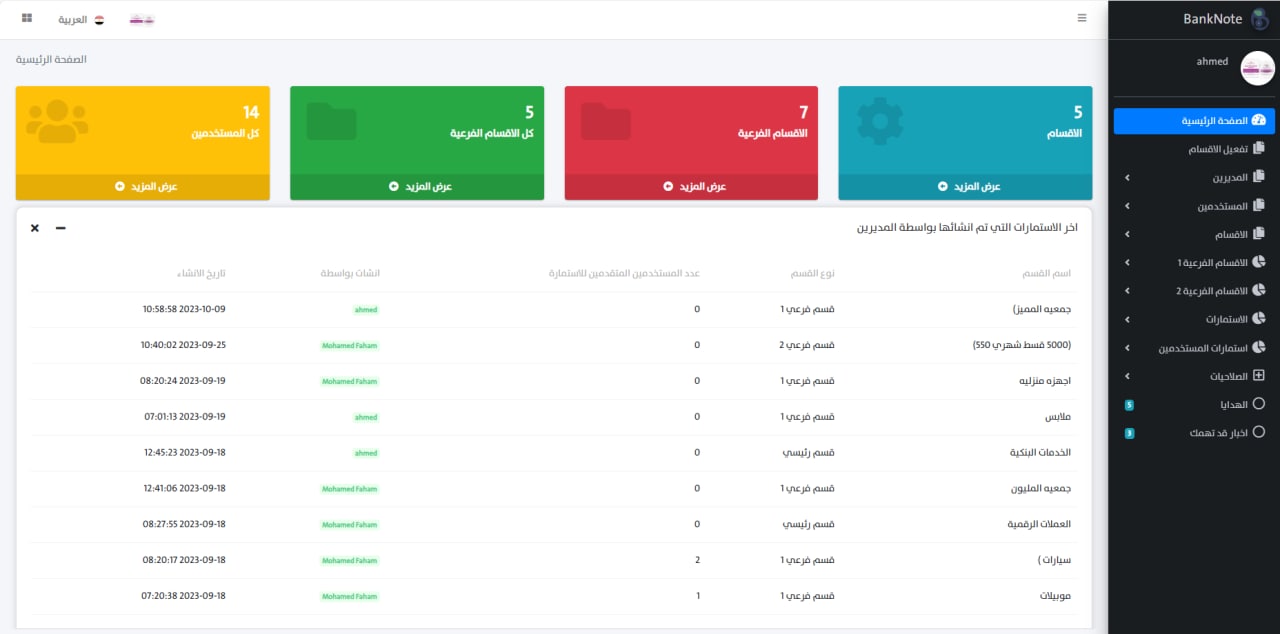 BankNote
ahmed
الصفحة الرئيسية
تفعيل الاقسام
المديرين
المستخدمين
الاقسام
الاقسام الفرعية 1
الاقسام الفرعية 2
الاستمارات
استمارات المستخدمين
الصلاحيات
الهدايا 5
اخبار قد تهمك 3
العربية
الصفحة الرئيسية
5
الاقسام
عرض المزيد
7
الاقسام الفرعية
عرض المزيد
5
كل الاقسام الفرعية
عرض المزيد
14
كل المستخدمين
عرض المزيد
اخر الاستمارات التي تم انشائها بواسطة المديرين
اسم القسم نوع القسم عدد المستخدمين المتقدمين للاستمارة انشات بواسطة تاريخ الانشاء
جمعيه المميز) قسم فرعي 1 0 ahmed 2023-10-09 10:58:58
(5000 قسط شهري 550) قسم فرعي 2 0 Mohamed Faham 2023-09-25 10:40:02
اجهزه منزليه قسم فرعي 1 0 Mohamed Faham 2023-09-19 08:20:24
ملابس قسم فرعي 1 0 ahmed 2023-09-19 07:01:13
الخدمات البنكية قسم رئيسي 0 ahmed 2023-09-18 12:45:23
جمعيه المليون قسم فرعي 1 0 Mohamed Faham 2023-09-18 12:41:06
العملات الرقمية قسم رئيسي 0 Mohamed Faham 2023-09-18 08:27:55
سيارات ) قسم فرعي 1 2 Mohamed Faham 2023-09-18 08:20:17
موبيلات قسم فرعي 1 1 Mohamed Faham 2023-09-18 07:20:38